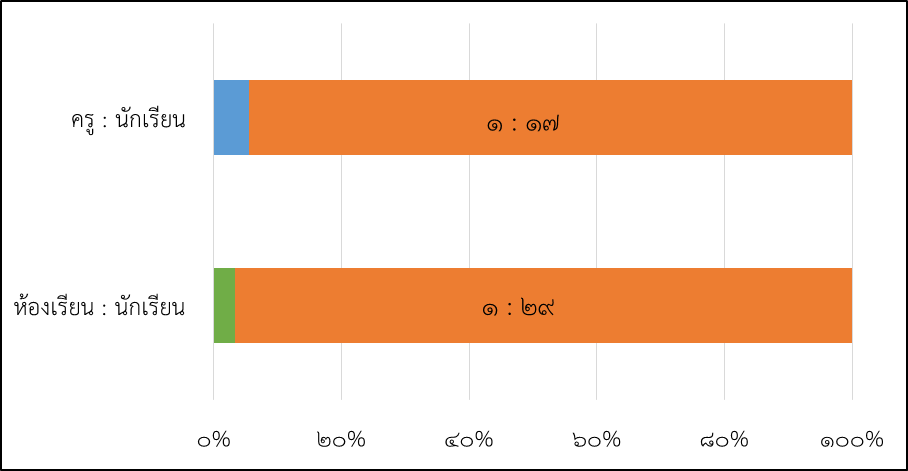 ครู : นักเรียน
๑ : ๑๗
ห้องเรียน : นักเรียน
๑ : ๒๙
๐% ๒๐% ๔๐% ๖๐% ๘๐% ๑๐๐%